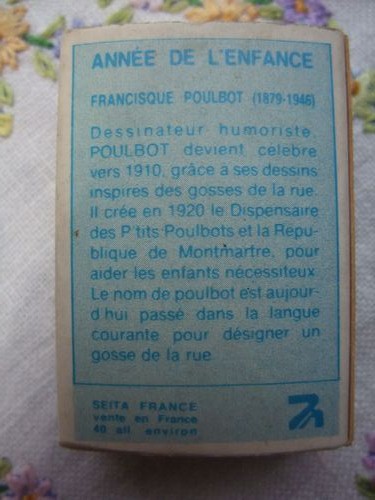 ANNÉE DE L'ENFANCE
FRANCISQUE POULBOT (1879-1946)
Dessinateur humoriste,
POULBOT devient célèbre
vers 1910, grâce à ses dessins
inspires des gosses de la rue.
Il crée en 1920 le Dispensaire
des P'tits Poulbots et la Repu-
blique de Montmartre, pour
aider les enfants nécessiteux
Le nom de poulbot est aujour-
d'hui passé dans la langue
courante pour désigner un
gosse de la rue.
SEITA FRANCE
vente en France
40 all. environ